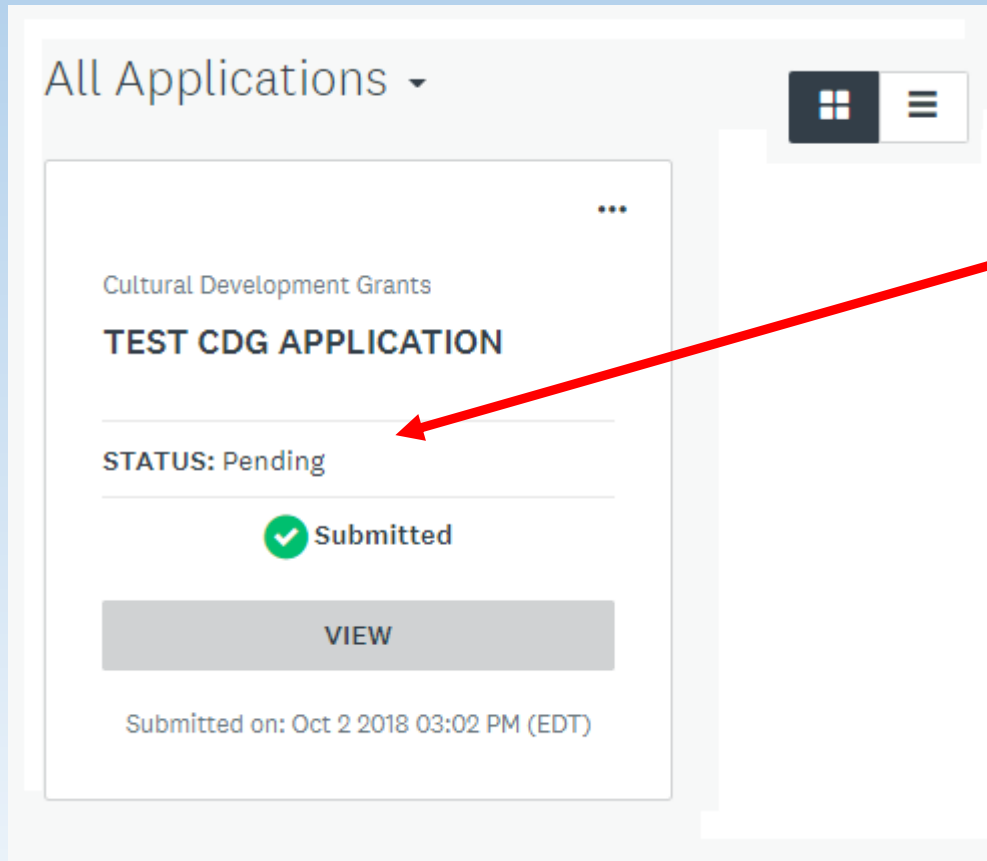 All Applications
Cultural Development Grants
TEST CDG APPLICATION
STATUS: Pending
Submitted
VIEW
Submitted on: Oct 2 2018 03:02 PM (EDT)